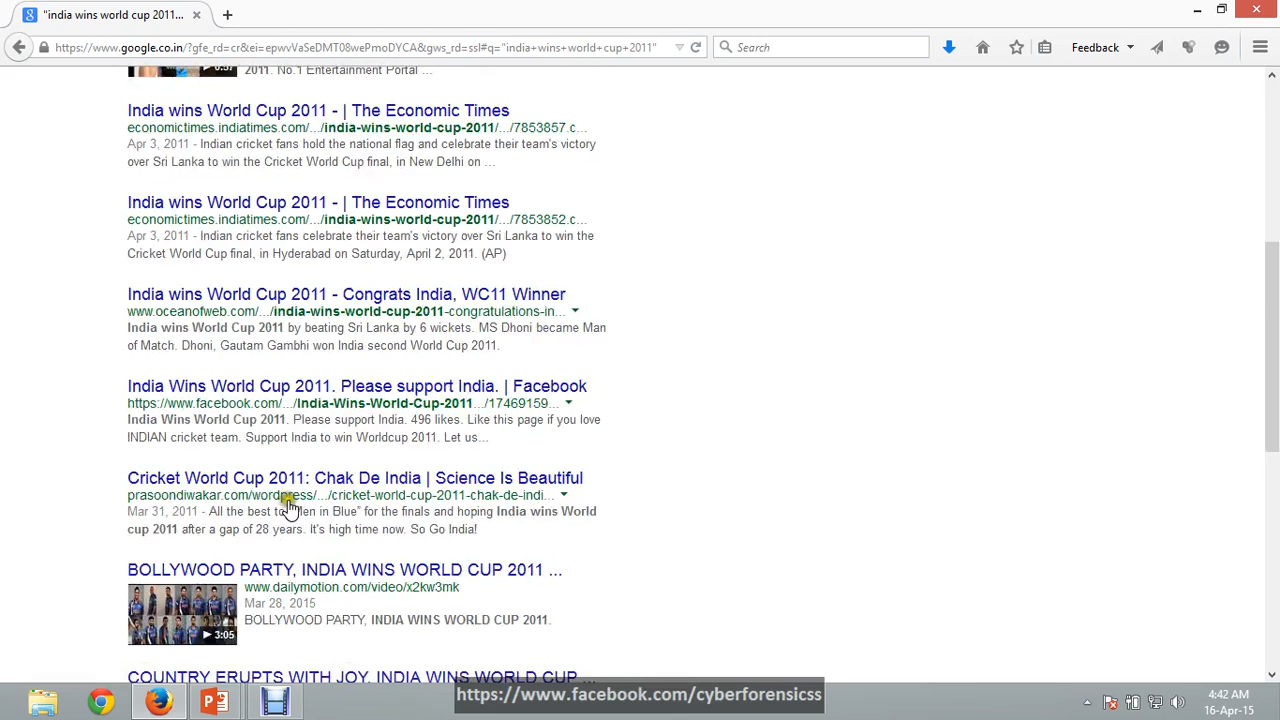 "india wins world cup 2011...
https://www.google.co.in/?gfe_rd=cr&ei=epwvVaSeDMT08wePmoDYCA&gws_rd=ssl#q="india+wins+world+cup+2011"
Search
Feedback
2011. No.1 Entertainment Portal ...
India wins World Cup 2011 - | The Economic Times
economictimes.indiatimes.com/.../india-wins-world-cup-2011/.../7853857.c...
Apr 3, 2011 - Indian cricket fans hold the national flag and celebrate their team's victory
over Sri Lanka to win the Cricket World Cup final, in New Delhi on ...
India wins World Cup 2011 - | The Economic Times
economictimes.indiatimes.com/.../india-wins-world-cup-2011/.../7853852.c...
Apr 3, 2011 - Indian cricket fans celebrate their team's victory over Sri Lanka to win the
Cricket World Cup final, in Hyderabad on Saturday, April 2, 2011. (AP)
India wins World Cup 2011 - Congrats India, WC11 Winner
www.oceanofweb.com/.../india-wins-world-cup-2011-congratulations-in...
India wins World Cup 2011 by beating Sri Lanka by 6 wickets. MS Dhoni became Man
of Match. Dhoni, Gautam Gambhi won India second World Cup 2011.
India Wins World Cup 2011. Please support India. | Facebook
https://www.facebook.com/.../India-Wins-World-Cup-2011.../17469159...
India Wins World Cup 2011. Please support India. 496 likes. Like this page if you love
INDIAN cricket team. Support India to win Worldcup 2011. Let us...
Cricket World Cup 2011: Chak De India | Science Is Beautiful
prasoondiwakar.com/wordpress/.../cricket-world-cup-2011-chak-de-indi...
Mar 31, 2011 - All the best to "Men in Blue" for the finals and hoping India wins World
cup 2011 after a gap of 28 years. It's high time now. So Go India!
BOLLYWOOD PARTY, INDIA WINS WORLD CUP 2011 ...
www.dailymotion.com/video/x2kw3mk
Mar 28, 2015
BOLLYWOOD PARTY, INDIA WINS WORLD CUP 2011.
3:05
COUNTRY ERUPTS WITH JOY, INDIA WINS WORLD CUP ...
https://www.facebook.com/cyberforensicss
4:42 AM
16-Apr-15